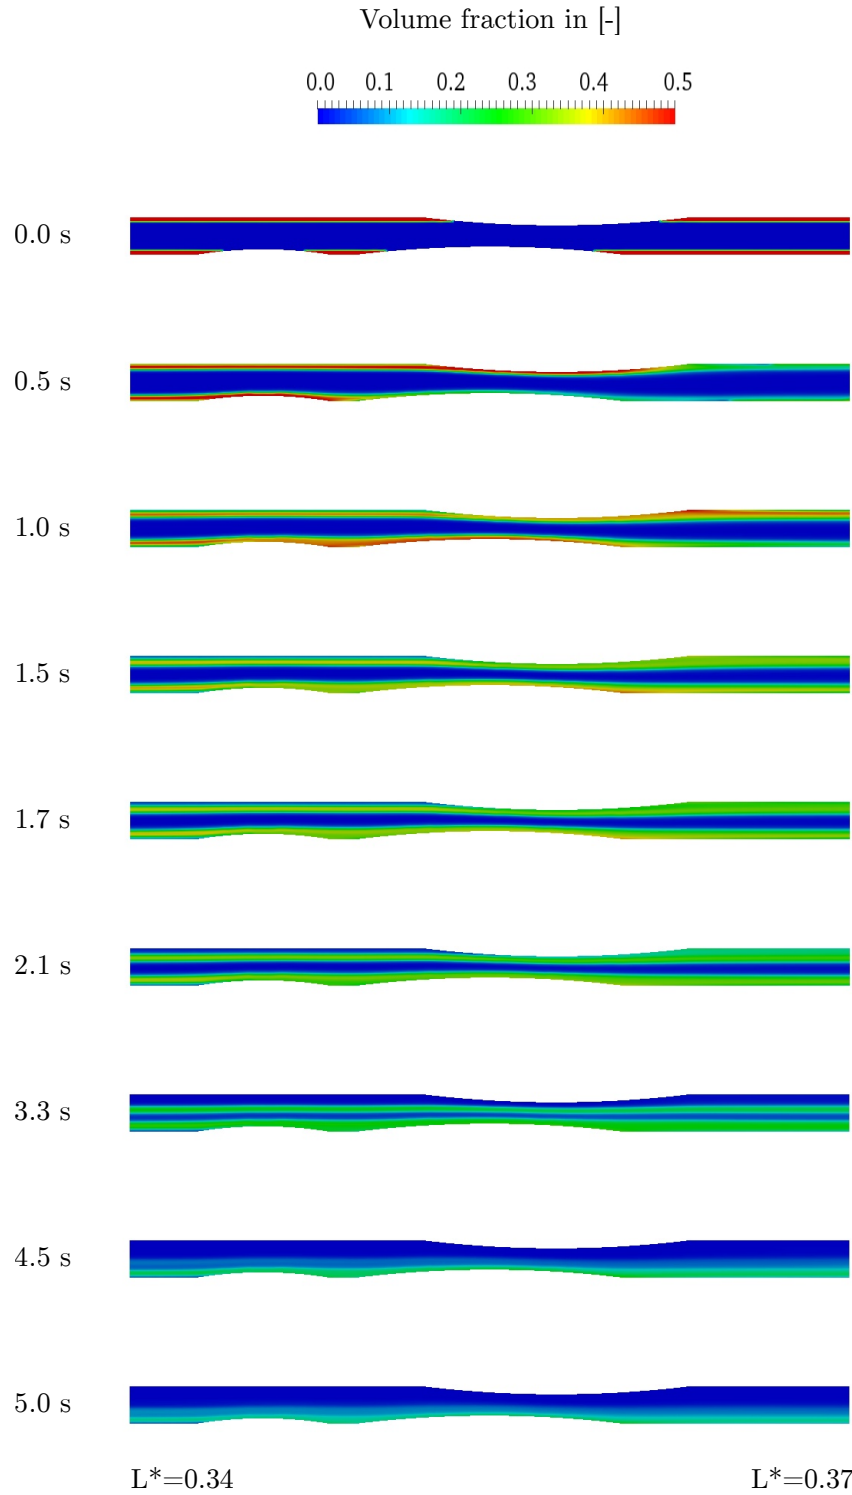 Volume fraction in [-]
0.0 0.1 0.2 0.3 0.4 0.5
0.0 s
0.5 s
1.0 s
1.5 s
1.7 s
2.1 s
3.3 s
4.5 s
5.0 s
L*=0.34 L*=0.37